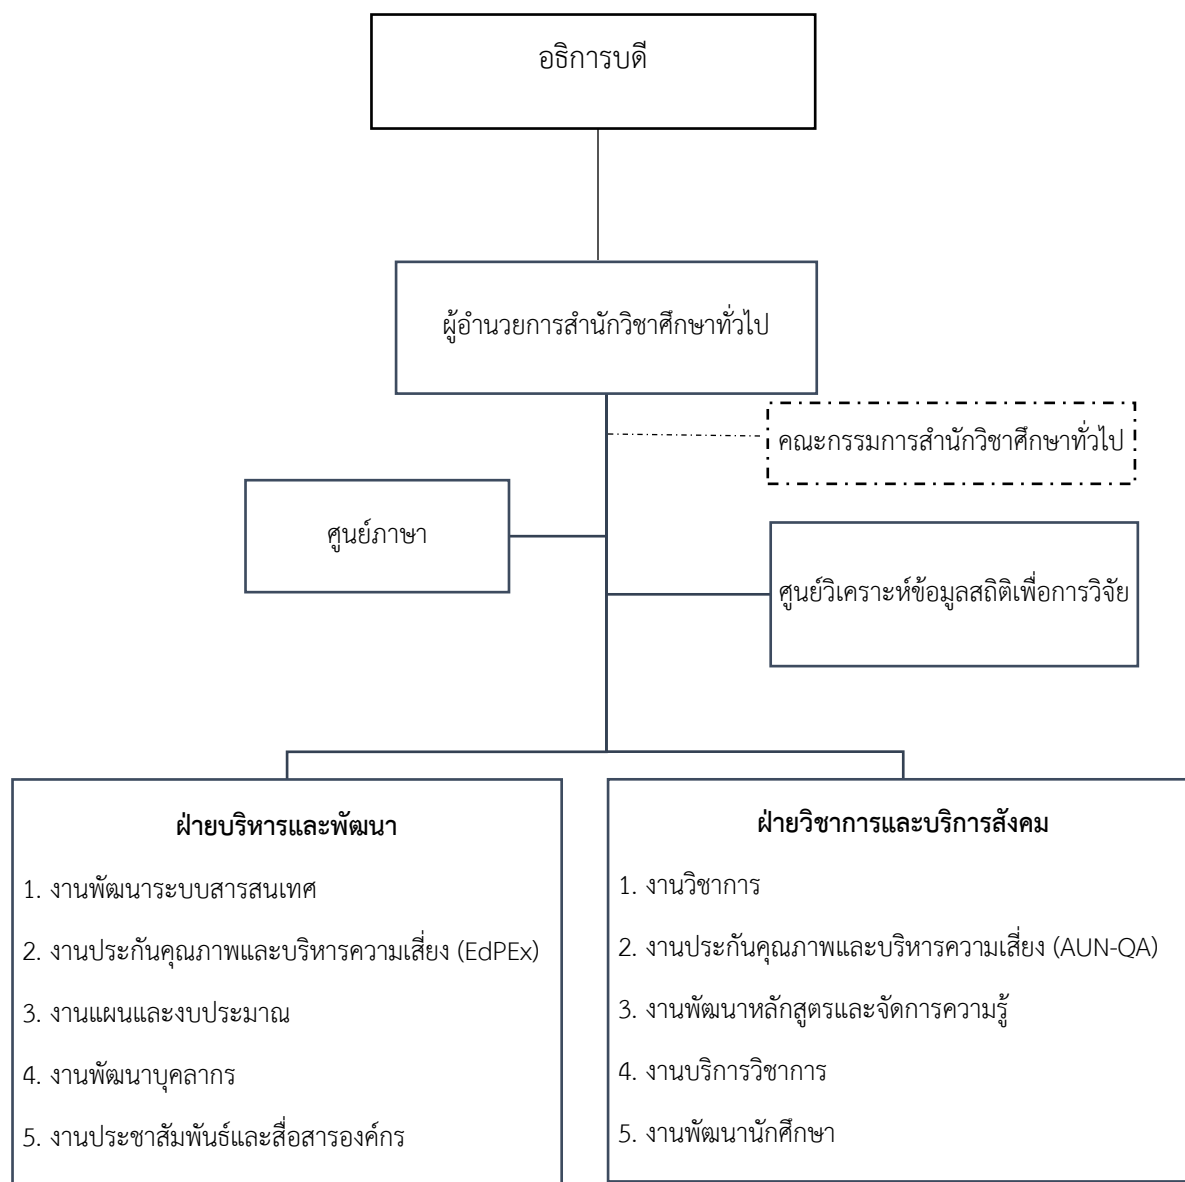 อธิการบดี
ผู้อำนวยการสำนักวิชาศึกษาทั่วไป
คณะกรรมการสำนักวิชาศึกษาทั่วไป
ศูนย์ภาษา
ศูนย์วิเคราะห์ข้อมูลสถิติเพื่อการวิจัย
ฝ่ายบริหารและพัฒนา
1. งานพัฒนาระบบสารสนเทศ
2. งานประกันคุณภาพและบริหารความเสี่ยง (EdPEx)
3. งานแผนและงบประมาณ
4. งานพัฒนาบุคลากร
5. งานประชาสัมพันธ์และสื่อสารองค์กร
ฝ่ายวิชาการและบริการสังคม
1. งานวิชาการ
2. งานประกันคุณภาพและบริหารความเสี่ยง (AUN-QA)
3. งานพัฒนาหลักสูตรและจัดการความรู้
4. งานบริการวิชาการ
5. งานพัฒนานักศึกษา